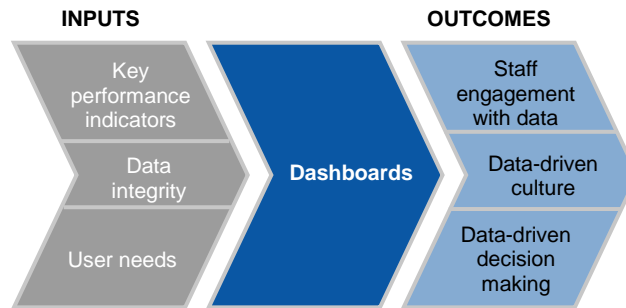 INPUTS
OUTCOMES
Key
performance
indicators
Data
integrity
User needs
Dashboards
Staff
engagement
with data
Data-driven
culture
Data-driven
decision
making